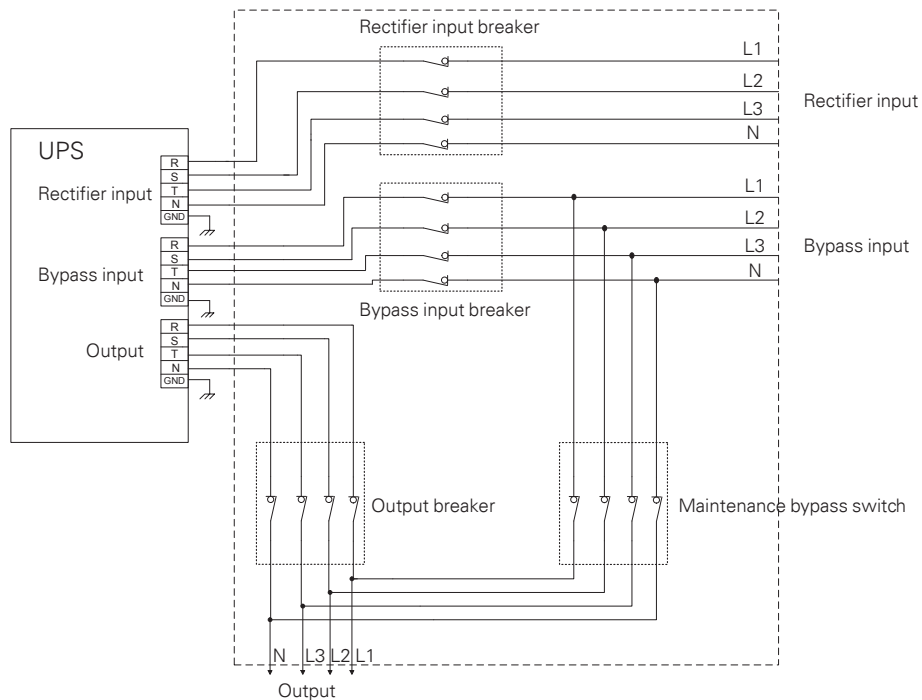 Rectifier input breaker
L1
L2
L3
N
Rectifier input
UPS
Rectifier input
R
S
T
N
GND
Bypass input
R
S
T
N
GND
Output
R
S
T
N
GND
L1
L2
L3
N
Bypass input
Bypass input breaker
Output breaker
Maintenance bypass switch
N
L3
L2
L1
Output